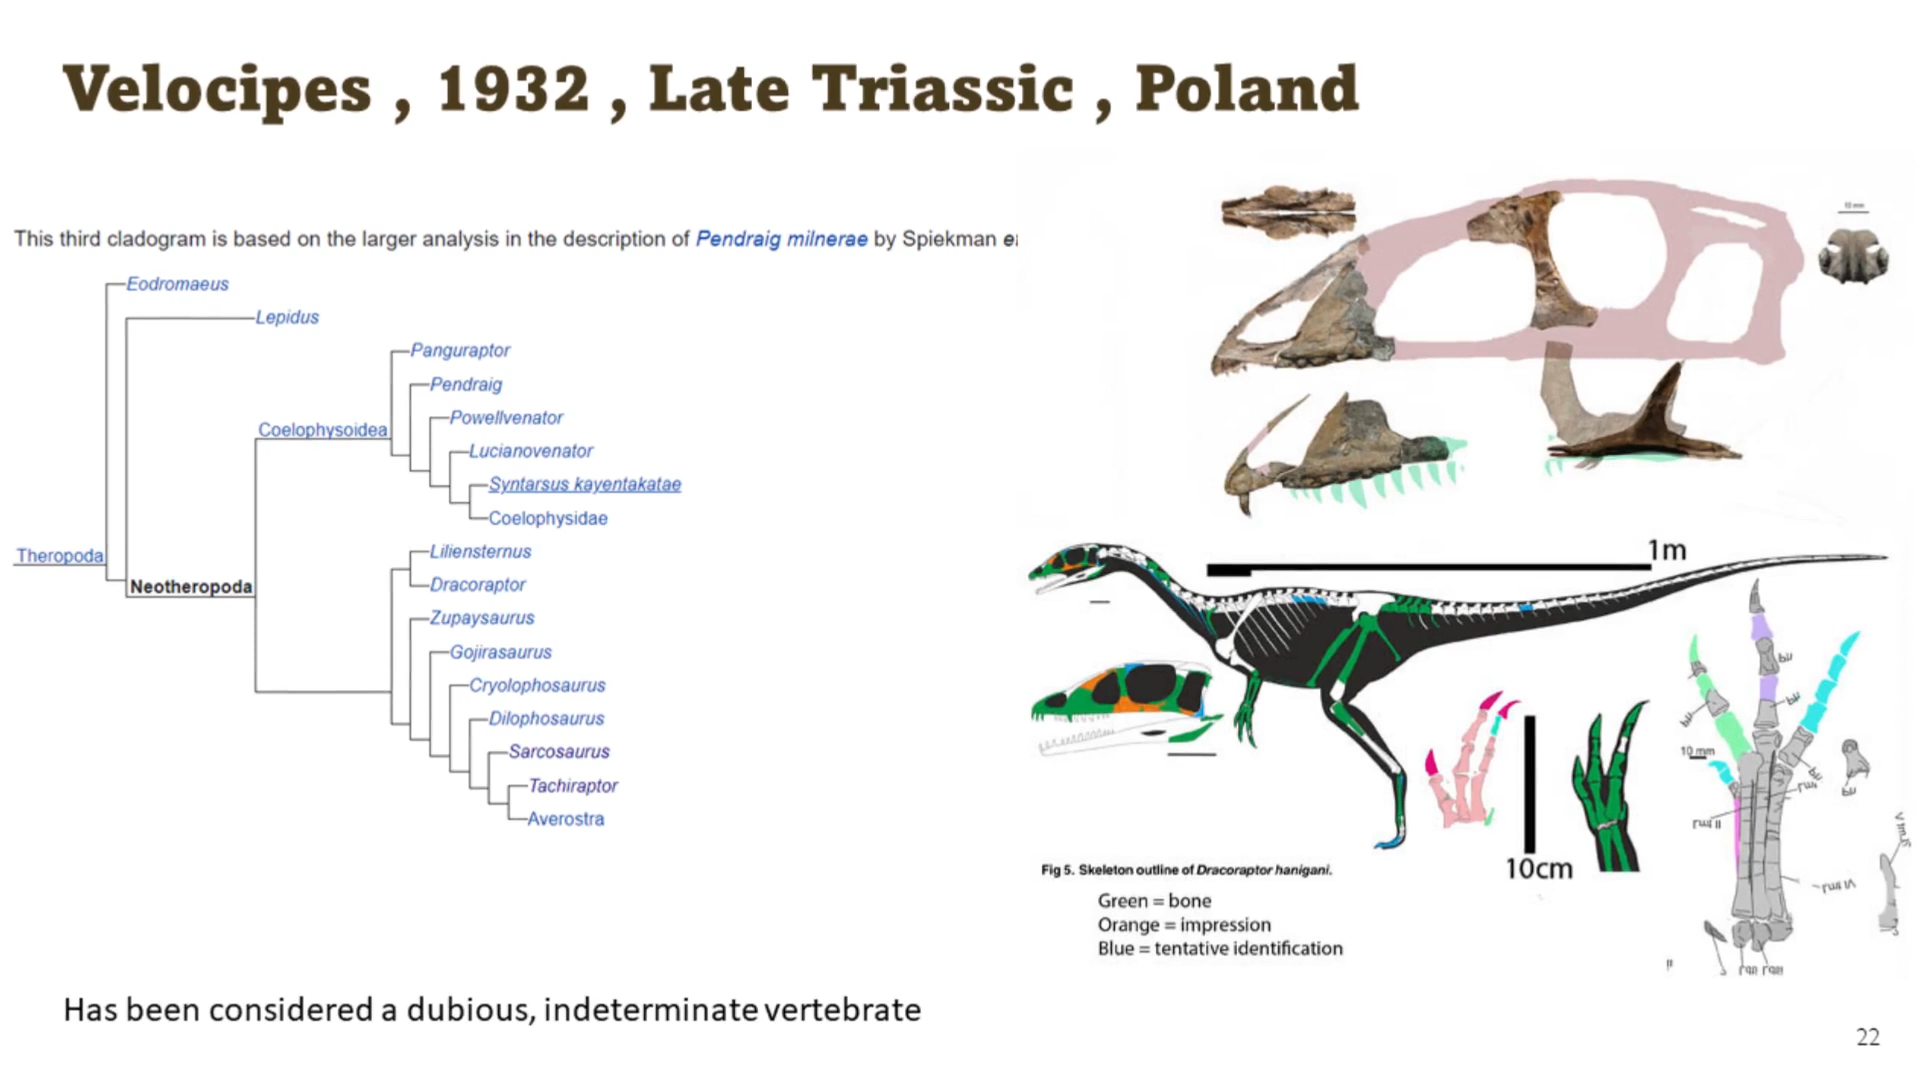 Velocipes , 1932 , Late Triassic , Poland
This third cladogram is based on the larger analysis in the description of Pendraig milnerae by Spiekman e
Eodromaeus
Lepidus
Panguraptor
Pendraig
Powellvenator
Coelophysoidea
Lucianovenator
Syntarsus kayentakatae
Coelophysidae
Liliensternus
Theropoda
Dracoraptor
Neotheropoda
Zupaysaurus
Gojirasaurus
Cryolophosaurus
Dilophosaurus
Sarcosaurus
Tachiraptor
Averostra
10 mm
1m
10 mm
10cm
Fig 5. Skeleton outline of Dracoraptor hanigani.
Green = bone
Orange = impression
Blue = tentative identification
Has been considered a dubious, indeterminate vertebrate
22